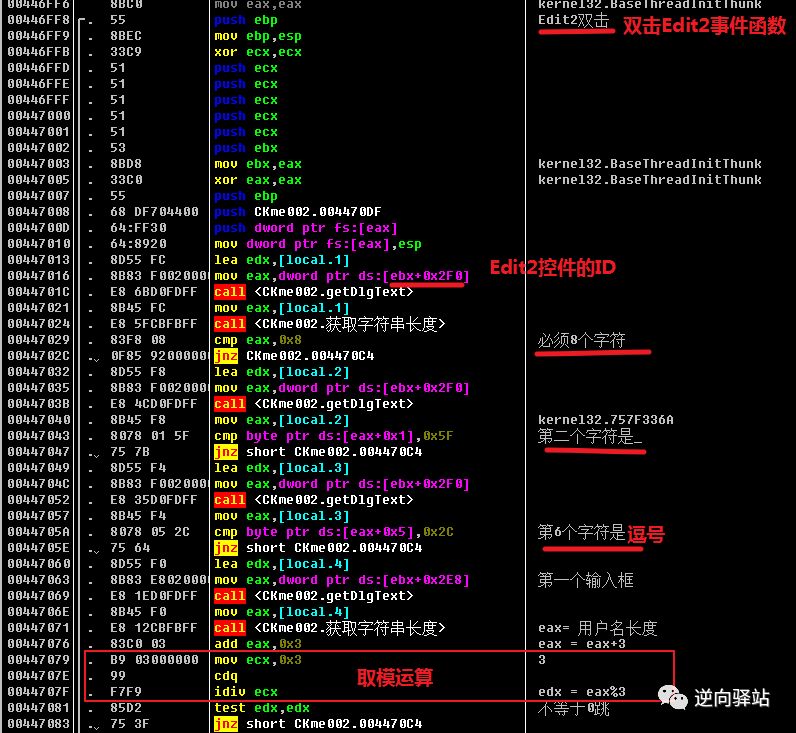 00446FF6 8BC0 mov eax,eax kernel32.BaseThreadInitThunk
00446FF8 . 55 push ebp Edit2双击 双击Edit2事件函数
00446FF9 . 8BEC mov ebp,esp
00446FFB . 33C9 xor ecx,ecx
00446FFD . 51 push ecx
00446FFE . 51 push ecx
00446FFF . 51 push ecx
00447000 . 51 push ecx
00447001 . 51 push ecx
00447002 . 53 push ebx
00447003 . 8BD8 mov ebx,eax kernel32.BaseThreadInitThunk
00447005 . 33C0 xor eax,eax kernel32.BaseThreadInitThunk
00447007 . 55 push ebp
00447008 . 68 DF704400 push CKme002.004470DF
0044700D . 64:FF30 push dword ptr fs:[eax]
00447010 . 64:8920 mov dword ptr fs:[eax],esp
00447013 . 8D55 FC lea edx,[local.1]
00447016 . 8B83 F0020000 mov eax,dword ptr ds:[ebx+0x2F0] Edit2控件的ID
0044701C . E8 6BD0FDFF call <CKme002.getDlgText>
00447021 . 8B45 FC mov eax,[local.1]
00447024 . E8 5FCBFBFF call <CKme002.获取字符串长度>
00447029 . 83F8 08 cmp eax,0x8 必须8个字符
0044702C . 0F85 92000000 jnz CKme002.004470C4
00447032 . 8D55 F8 lea edx,[local.2]
00447035 . 8B83 F0020000 mov eax,dword ptr ds:[ebx+0x2F0]
0044703B . E8 4CD0FDFF call <CKme002.getDlgText>
00447040 . 8B45 F8 mov eax,[local.2] kernel32.757F336A
00447043 . 8078 01 5F cmp byte ptr ds:[eax+0x1],0x5F 第二个字符是_
00447047 . 75 7B jnz short CKme002.004470C4
00447049 . 8D55 F4 lea edx,[local.3]
0044704C . 8B83 F0020000 mov eax,dword ptr ds:[ebx+0x2F0]
00447052 . E8 35D0FDFF call <CKme002.getDlgText>
00447057 . 8B45 F4 mov eax,[local.3]
0044705A . 8078 05 2C cmp byte ptr ds:[eax+0x5],0x2C 第6个字符是逗号
0044705E . 75 64 jnz short CKme002.004470C4
00447060 . 8D55 F0 lea edx,[local.4]
00447063 . 8B83 E8020000 mov eax,dword ptr ds:[ebx+0x2E8] 第一个输入框
00447069 . E8 1ED0FDFF call <CKme002.getDlgText>
0044706E . 8B45 F0 mov eax,[local.4]
00447071 . E8 12CBFBFF call <CKme002.获取字符串长度> eax= 用户名长度
00447076 . 83C0 03 add eax,0x3 eax = eax+3
00447079 . B9 03000000 mov ecx,0x3 3
0044707E . 99 cdq 取模运算
0044707F . F7F9 idiv ecx edx = eax%3
00447081 . 85D2 test edx,edx 不等于0跳
00447083 . 75 3F jnz short CKme002.004470C4
逆向驿站